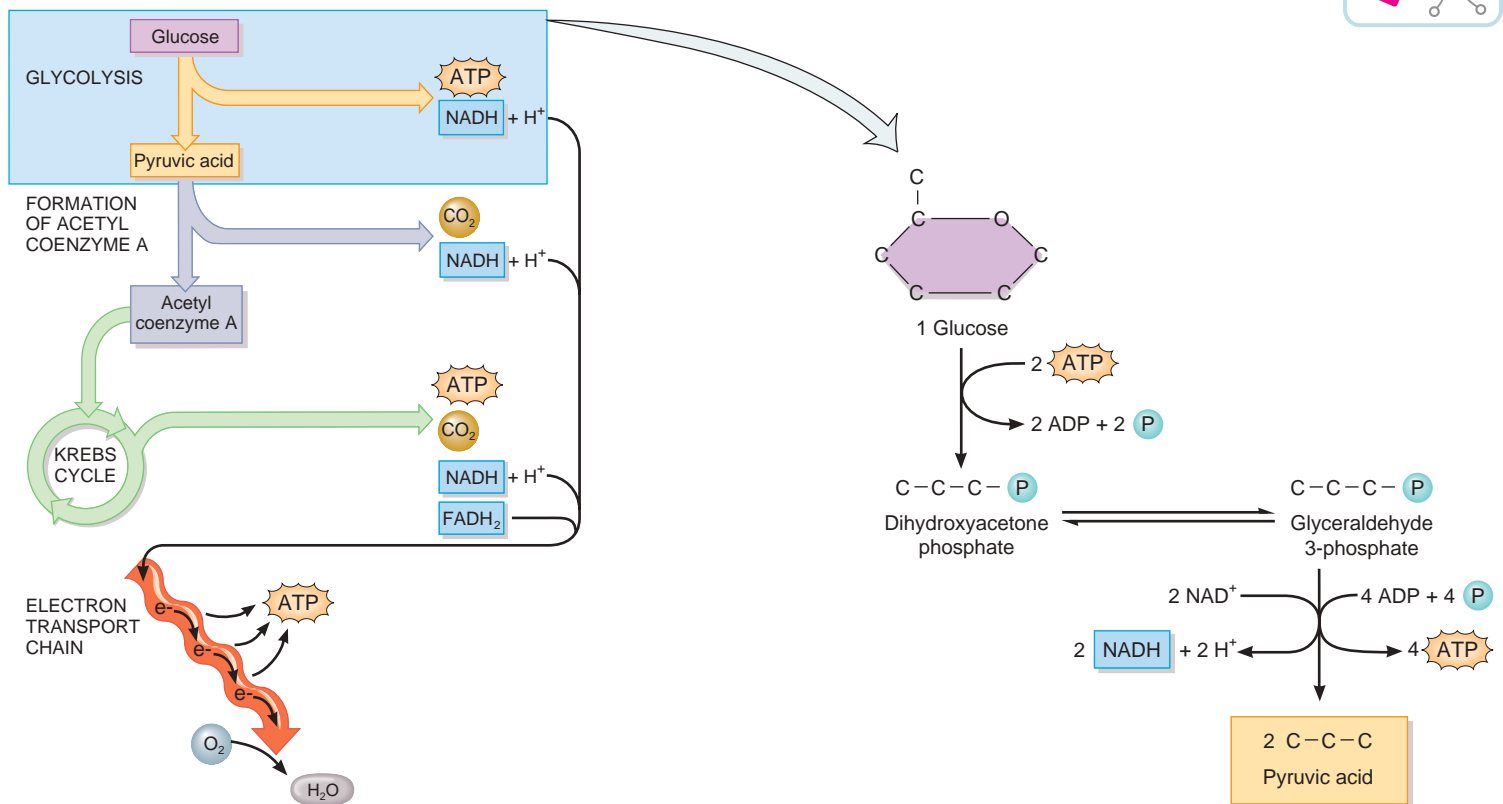 Glucose
GLYCOLYSIS
ATP
NADH + H⁺
Pyruvic acid
FORMATION
OF ACETYL
COENZYME A
CO₂
NADH + H⁺
Acetyl
coenzyme A
ATP
CO₂
KREBS
CYCLE
NADH + H⁺
FADH₂
ELECTRON
TRANSPORT
CHAIN
e-
e-
e-
ATP
O₂
H₂O
C
C O
C C
C C
1 Glucose
2 ATP
2 ADP + 2 P
C–C–C–P
Dihydroxyacetone
phosphate
C–C–C–P
Glyceraldehyde
3-phosphate
2 NAD⁺
4 ADP + 4 P
2 NADH + 2 H⁺
4 ATP
2 C–C–C
Pyruvic acid